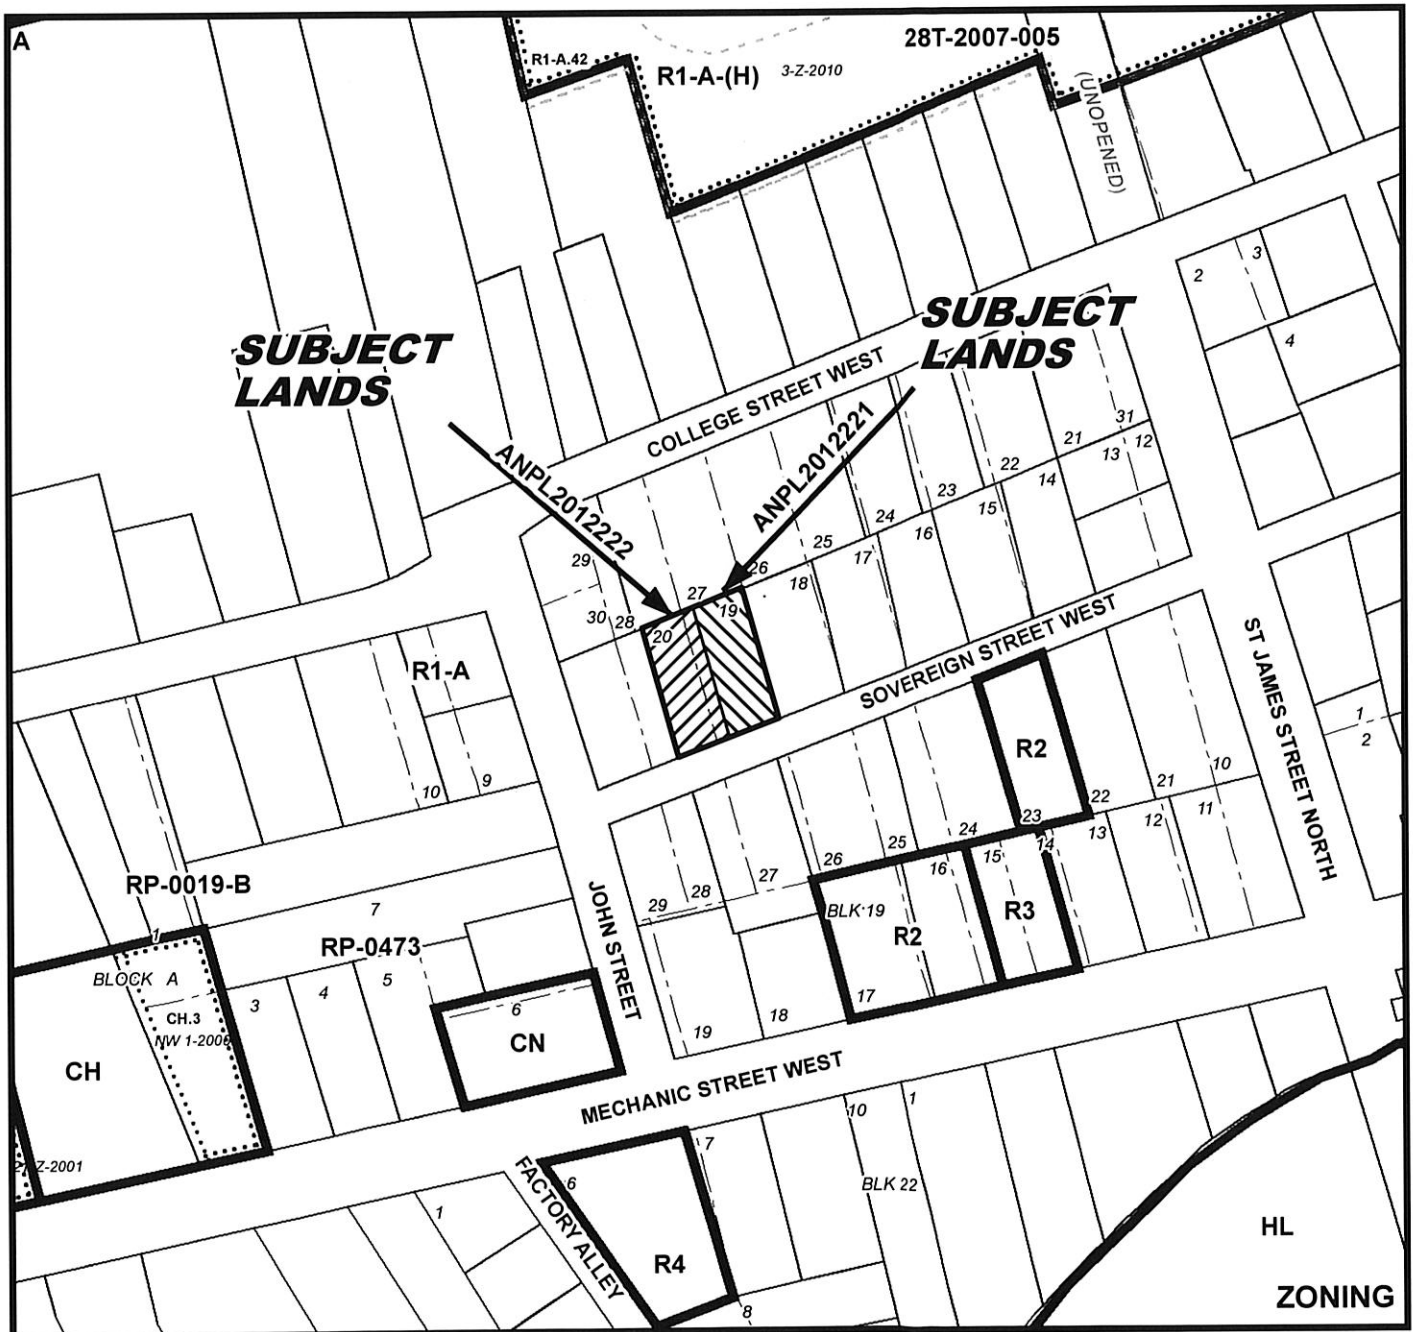 A
28T-2007-005
R1-A.42
R1-A-(H)
3-Z-2010
(UNOPENED)
2
3
4
SUBJECT
LANDS
SUBJECT
LANDS
COLLEGE STREET WEST
ANPL2012222
ANPL2012221
31
21
13
12
22
14
23
15
24
16
25
17
26
18
27
19
29
30
28
20
SOVEREIGN STREET WEST
ST JAMES STREET NORTH
R1-A
10
9
R2
1
2
10
21
22
11
12
13
23
14
24
15
25
16
26
27
28
29
BLK 19
R2
R3
17
18
19
JOHN STREET
RP-0019-B
7
RP-0473
1
BLOCK A
3
4
5
CH.3
CH
6
CN
MECHANIC STREET WEST
10
1
7
6
FACTORY ALLEY
1
BLK 22
R4
8
HL
ZONING